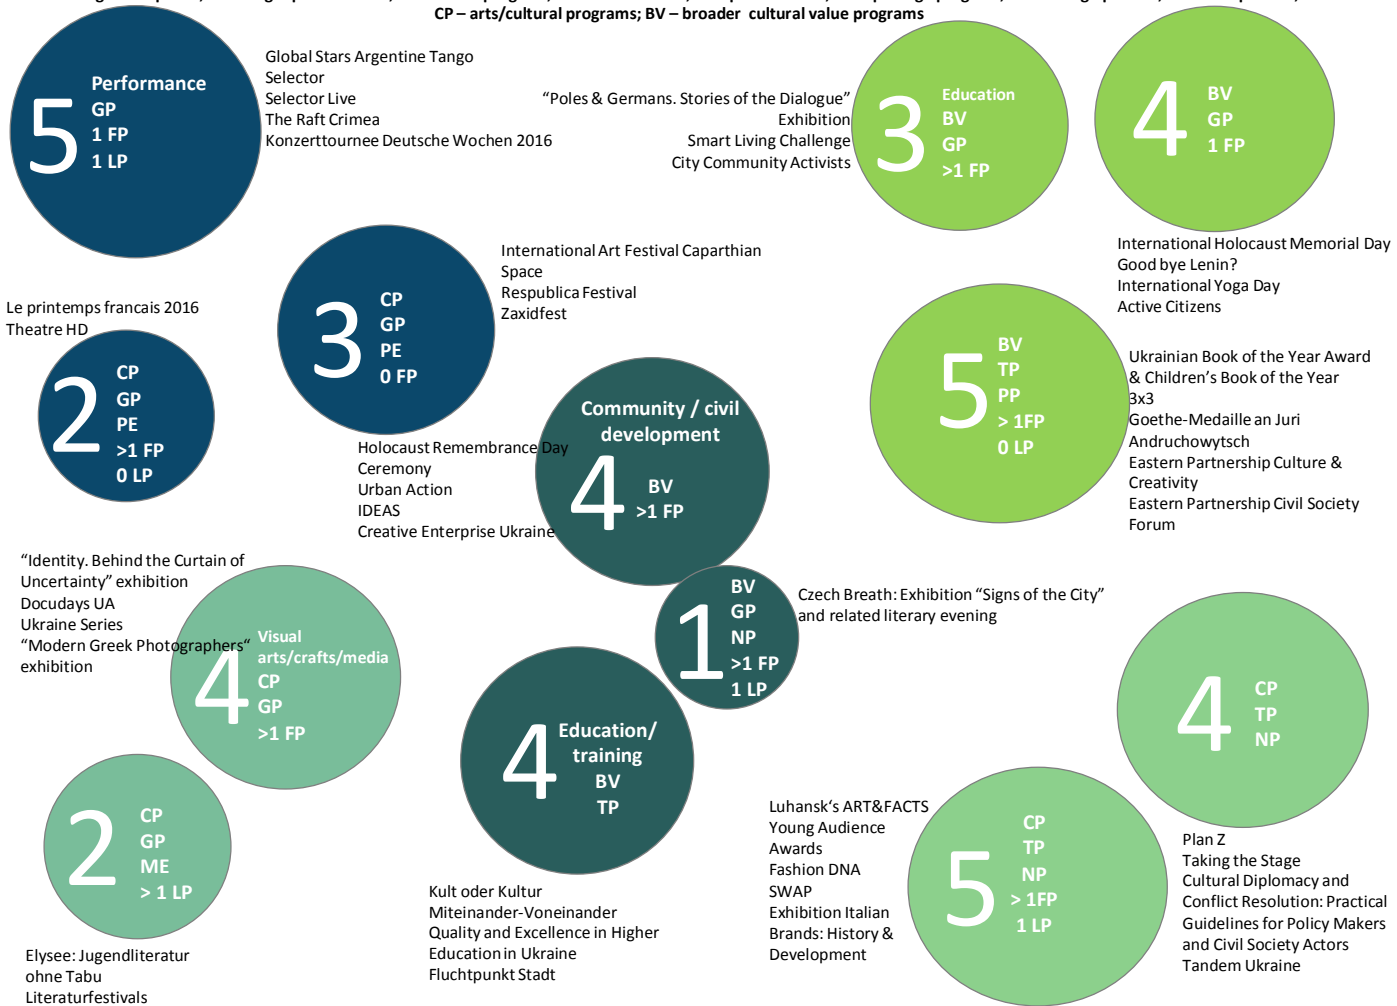 CP – arts/cultural programs; BV – broader cultural value programs
5
Performance
GP
1 FP
1 LP
Global Stars Argentine Tango
Selector
Selector Live
The Raft Crimea
Konzerttournee Deutsche Wochen 2016
“Poles & Germans. Stories of the Dialogue”
Exhibition
Smart Living Challenge
City Community Activists
3
Education
BV
GP
>1 FP
4
BV
GP
1 FP
International Holocaust Memorial Day
Good bye Lenin?
International Yoga Day
Active Citizens
Le printemps francais 2016
Theatre HD
2
CP
GP
PE
>1 FP
0 LP
3
CP
GP
PE
0 FP
International Art Festival Caparthian
Space
Respublica Festival
Zaxidfest
5
BV
TP
PP
> 1FP
0 LP
Ukrainian Book of the Year Award
& Children’s Book of the Year
3x3
Goethe-Medaille an Juri
Andruchowytsch
Eastern Partnership Culture &
Creativity
Eastern Partnership Civil Society
Forum
Holocaust Remembrance Day
Ceremony
Urban Action
IDEAS
Creative Enterprise Ukraine
Community / civil
development
4
BV
>1 FP
“Identity. Behind the Curtain of
Uncertainty” exhibition
Docudays UA
Ukraine Series
“Modern Greek Photographers“
exhibition
4
Visual
arts/crafts/media
CP
GP
>1 FP
1
BV
GP
NP
>1 FP
1 LP
Czech Breath: Exhibition “Signs of the City”
and related literary evening
4
Education/
training
BV
TP
Kult oder Kultur
Miteinander-Voneinander
Quality and Excellence in Higher
Education in Ukraine
Fluchtpunkt Stadt
2
CP
GP
ME
> 1 LP
Elysee: Jugendliteratur
ohne Tabu
Literaturfestivals
4
CP
TP
NP
Plan Z
Taking the Stage
Cultural Diplomacy and
Conflict Resolution: Practical
Guidelines for Policy Makers
and Civil Society Actors
Tandem Ukraine
Luhansk‘s ART&FACTS
Young Audience
Awards
Fashion DNA
SWAP
Exhibition Italian
Brands: History &
Development
5
CP
TP
NP
> 1FP
1 LP